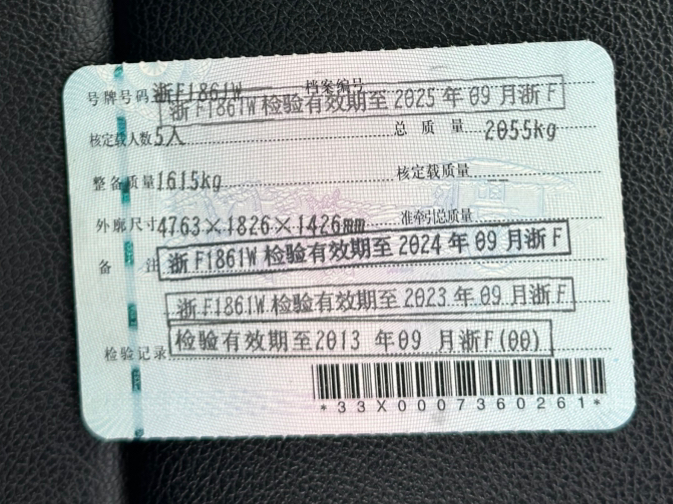 号牌号码 浙F1861W 档案编号
浙F1861W检验有效期至2025年09月浙F
核定载人数 5人 总质量 2055kg
整备质量 1615kg 核定载质量 --
外廓尺寸 4763×1826×1426mm 准牵引总质量
备注 浙F1861W检验有效期至2024年09月浙F
浙F1861W检验有效期至2023年09月浙F
检验记录 检验有效期至2013年09月浙F(00)
*33X0007360261*